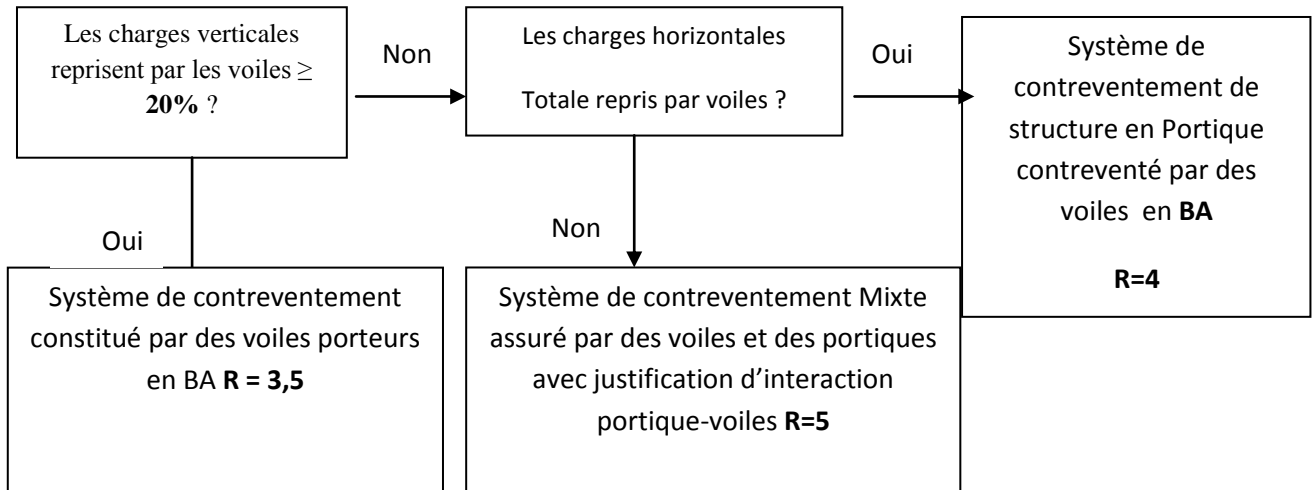 Les charges verticales
reprisent par les voiles ≥
20% ?
Non
Les charges horizontales
Totale repris par voiles ?
Oui
Système de
contreventement de
structure en Portique
contreventé par des
voiles en BA
R=4
Oui
Non
Système de contreventement
constitué par des voiles porteurs
en BA R = 3,5
Système de contreventement Mixte
assuré par des voiles et des portiques
avec justification d’interaction
portique-voiles R=5